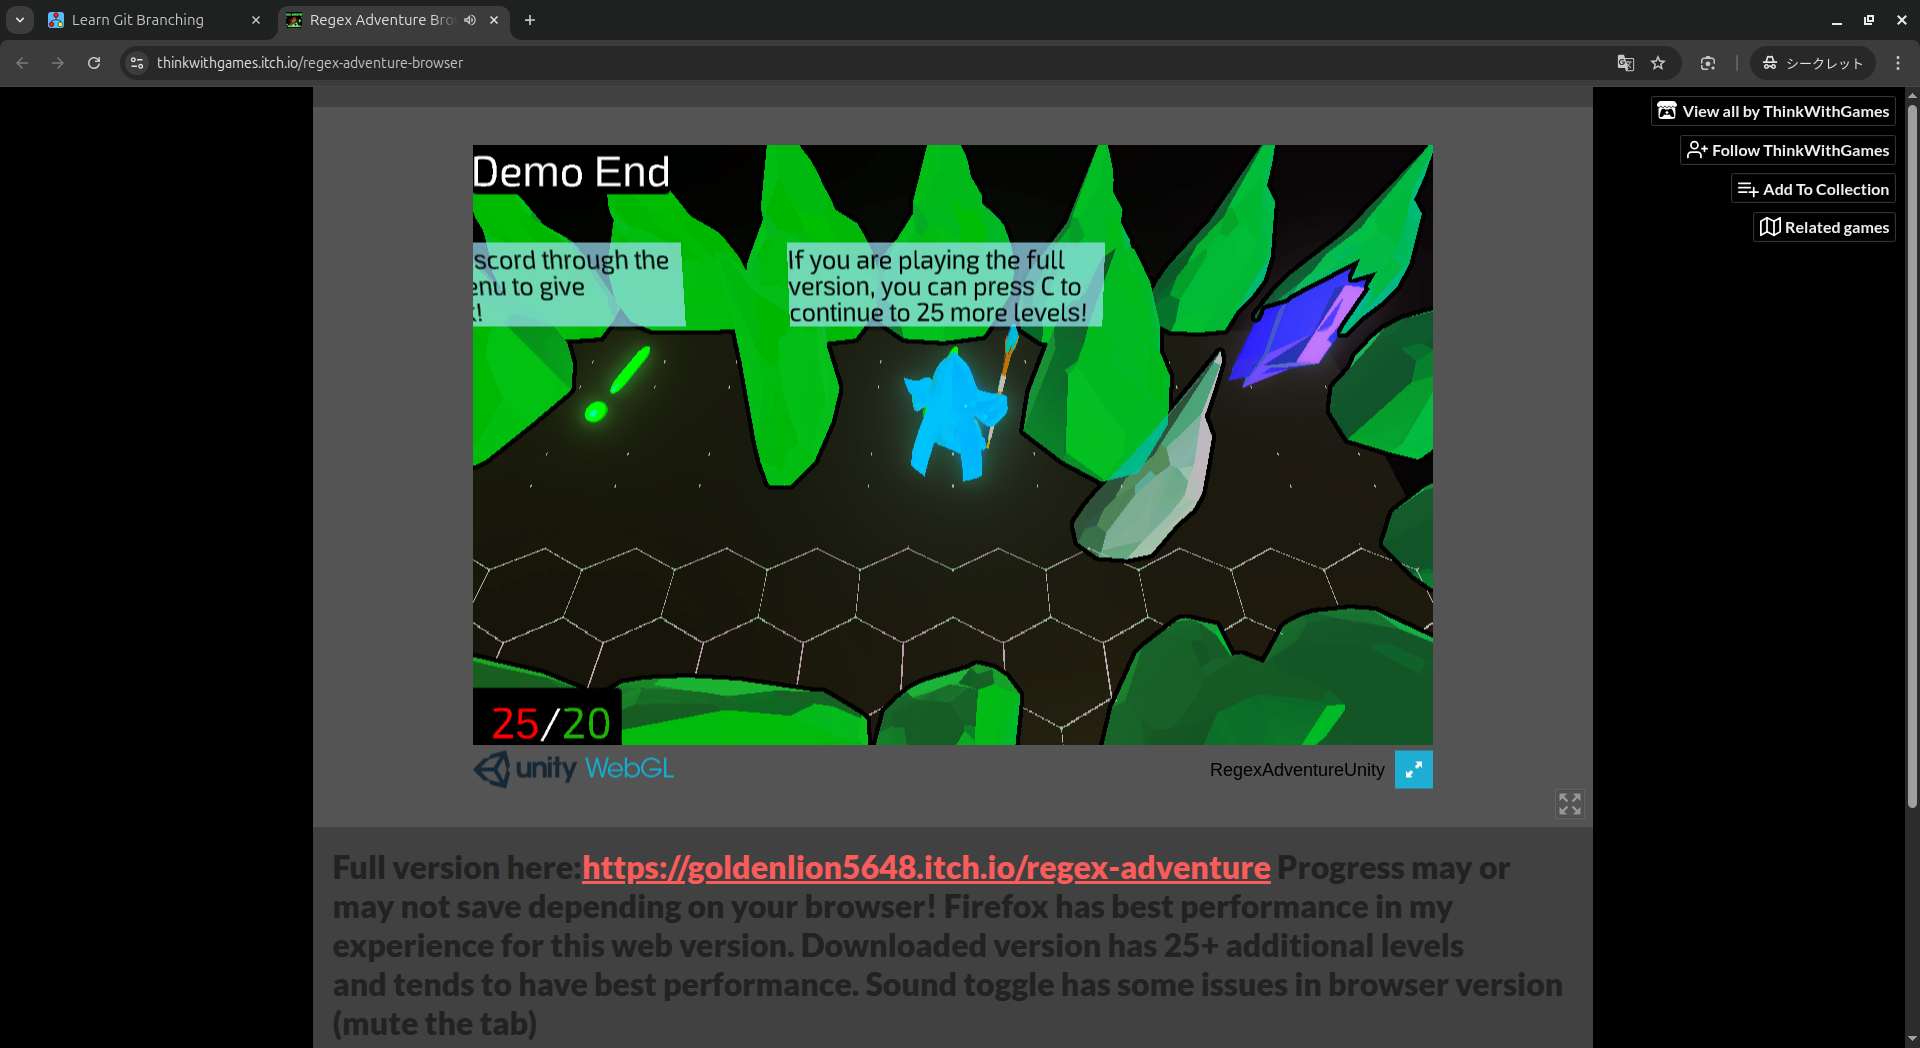 Learn Git Branching
Regex Adventure Bro
thinkwithgames.itch.io/regex-adventure-browser
シークレット
View all by ThinkWithGames
Follow ThinkWithGames
Add To Collection
Related games
Demo End
scord through the
enu to give
k!
If you are playing the full
version, you can press C to
continue to 25 more levels!
25/20
unity WebGL
RegexAdventureUnity
Full version here:https://goldenlion5648.itch.io/regex-adventure Progress may or
may not save depending on your browser! Firefox has best performance in my
experience for this web version. Downloaded version has 25+ additional levels
and tends to have best performance. Sound toggle has some issues in browser version
(mute the tab)